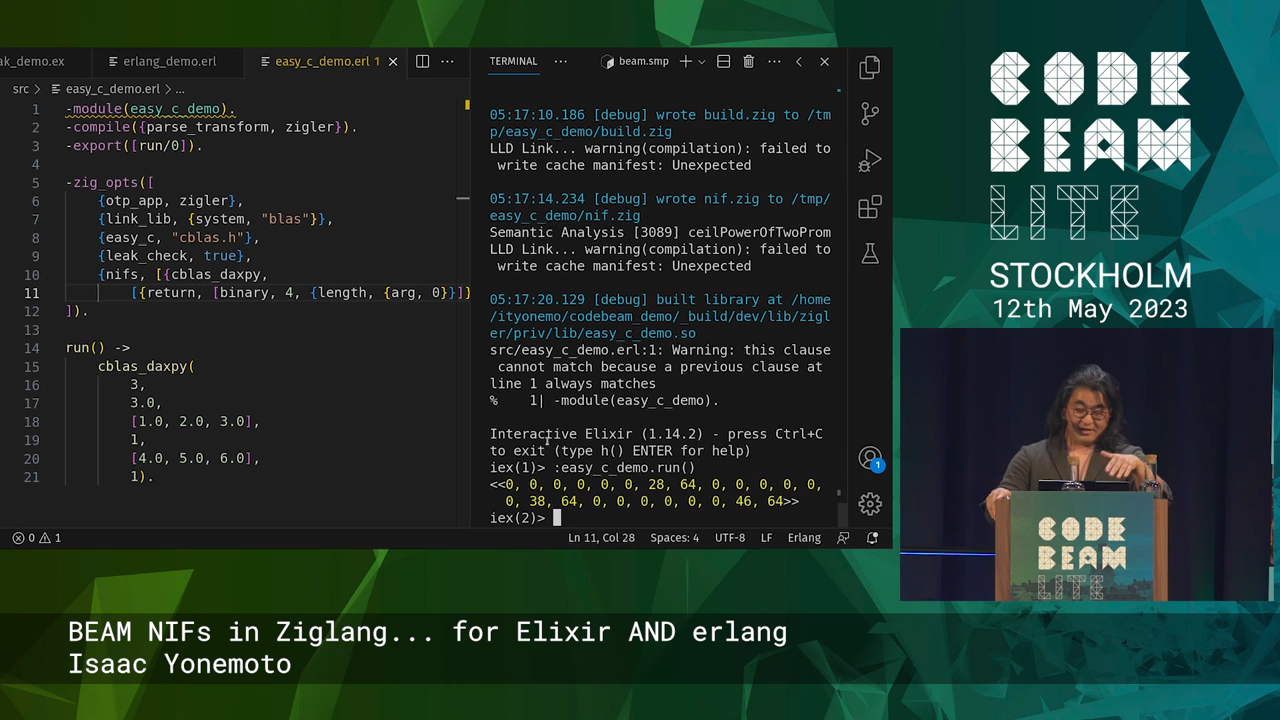 ak_demo.ex erlang_demo.erl easy_c_demo.erl 1
src > easy_c_demo.erl > ...
1 -module(easy_c_demo).
2 -compile({parse_transform, zigler}).
3 -export([run/0]).
4
5 -zig_opts([
6 {otp_app, zigler},
7 {link_lib, {system, "blas"}},
8 {easy_c, "cblas.h"},
9 {leak_check, true},
10 {nifs, [{cblas_daxpy,
11 [{return, [binary, 4, {length, {arg, 0}}]}
12 ]).
13
14 run() ->
15 cblas_daxpy(
16 3,
17 3.0,
18 [1.0, 2.0, 3.0],
19 1,
20 [4.0, 5.0, 6.0],
21 1).
TERMINAL ... beam.smp
05:17:10.186 [debug] wrote build.zig to /tm
p/easy_c_demo/build.zig
LLD Link... warning(compilation): failed to
write cache manifest: Unexpected
05:17:14.234 [debug] wrote nif.zig to /tmp/
easy_c_demo/nif.zig
Semantic Analysis [3089] ceilPowerOfTwoProm
LLD Link... warning(compilation): failed to
write cache manifest: Unexpected
05:17:20.129 [debug] built library at /home
/ityonemo/codebeam_demo/_build/dev/lib/zigl
er/priv/lib/easy_c_demo.so
src/easy_c_demo.erl:1: Warning: this clause
cannot match because a previous clause at
line 1 always matches
% 1| -module(easy_c_demo).
Interactive Elixir (1.14.2) - press Ctrl+C
to exit (type h() ENTER for help)
iex(1)> :easy_c_demo.run()
<<0, 0, 0, 0, 0, 0, 28, 64, 0, 0, 0, 0, 0,
0, 38, 64, 0, 0, 0, 0, 0, 0, 46, 64>>
iex(2)>
1
0 1 Ln 11, Col 28 Spaces: 4 UTF-8 LF Erlang
CODE
BEAM
LITE
STOCKHOLM
12th May 2023
CODE
BEAM
LITE
BEAM NIFs in Ziglang... for Elixir AND erlang
Isaac Yonemoto